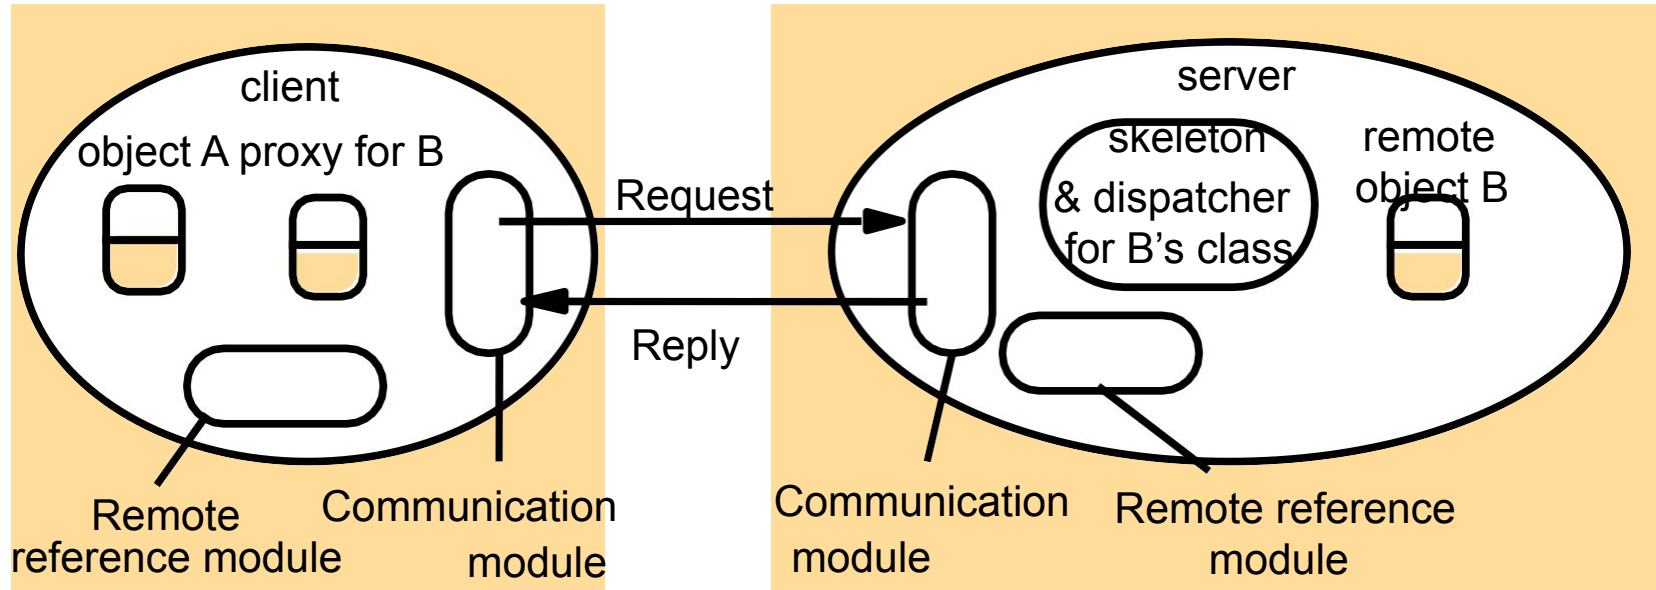 client
object A proxy for B
Request
Reply
Remote
reference module
Communication
module
server
skeleton
& dispatcher
for B’s class
remote
object B
Communication
module
Remote reference
module